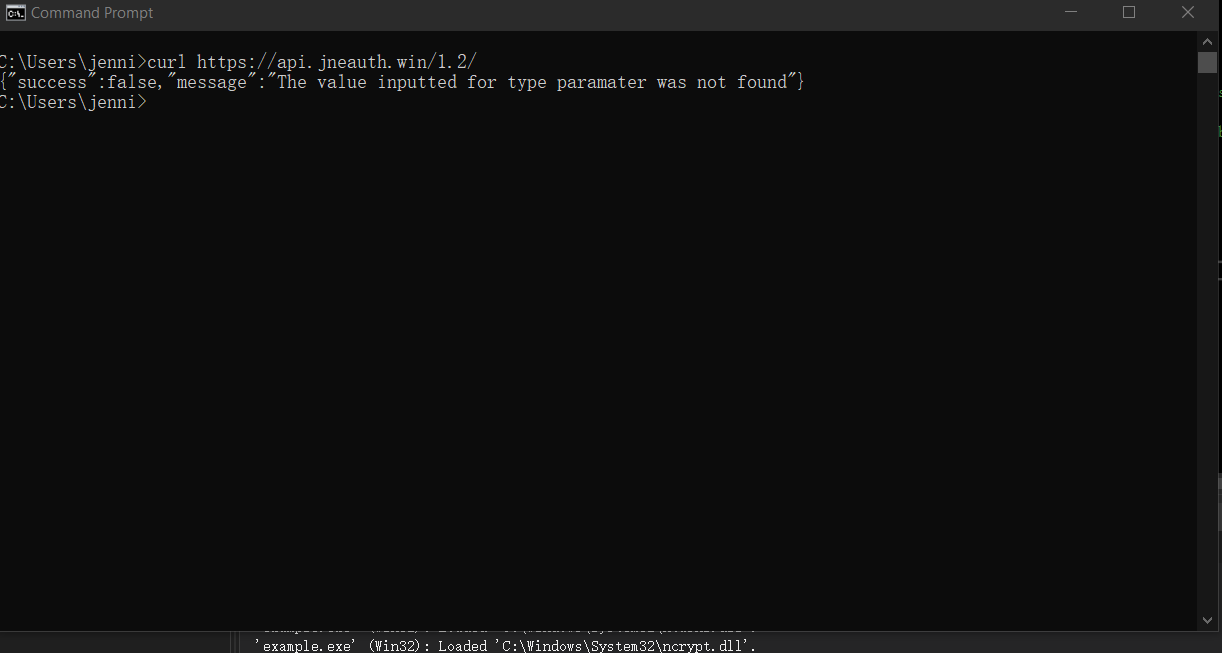 Command Prompt
C:\Users\jenni>curl https://api.jneauth.win/1.2/
{"success":false,"message":"The value inputted for type paramater was not found"}
C:\Users\jenni>
'example.exe' (Win32): Loaded 'C:\Windows\System32\ncrypt.dll'.